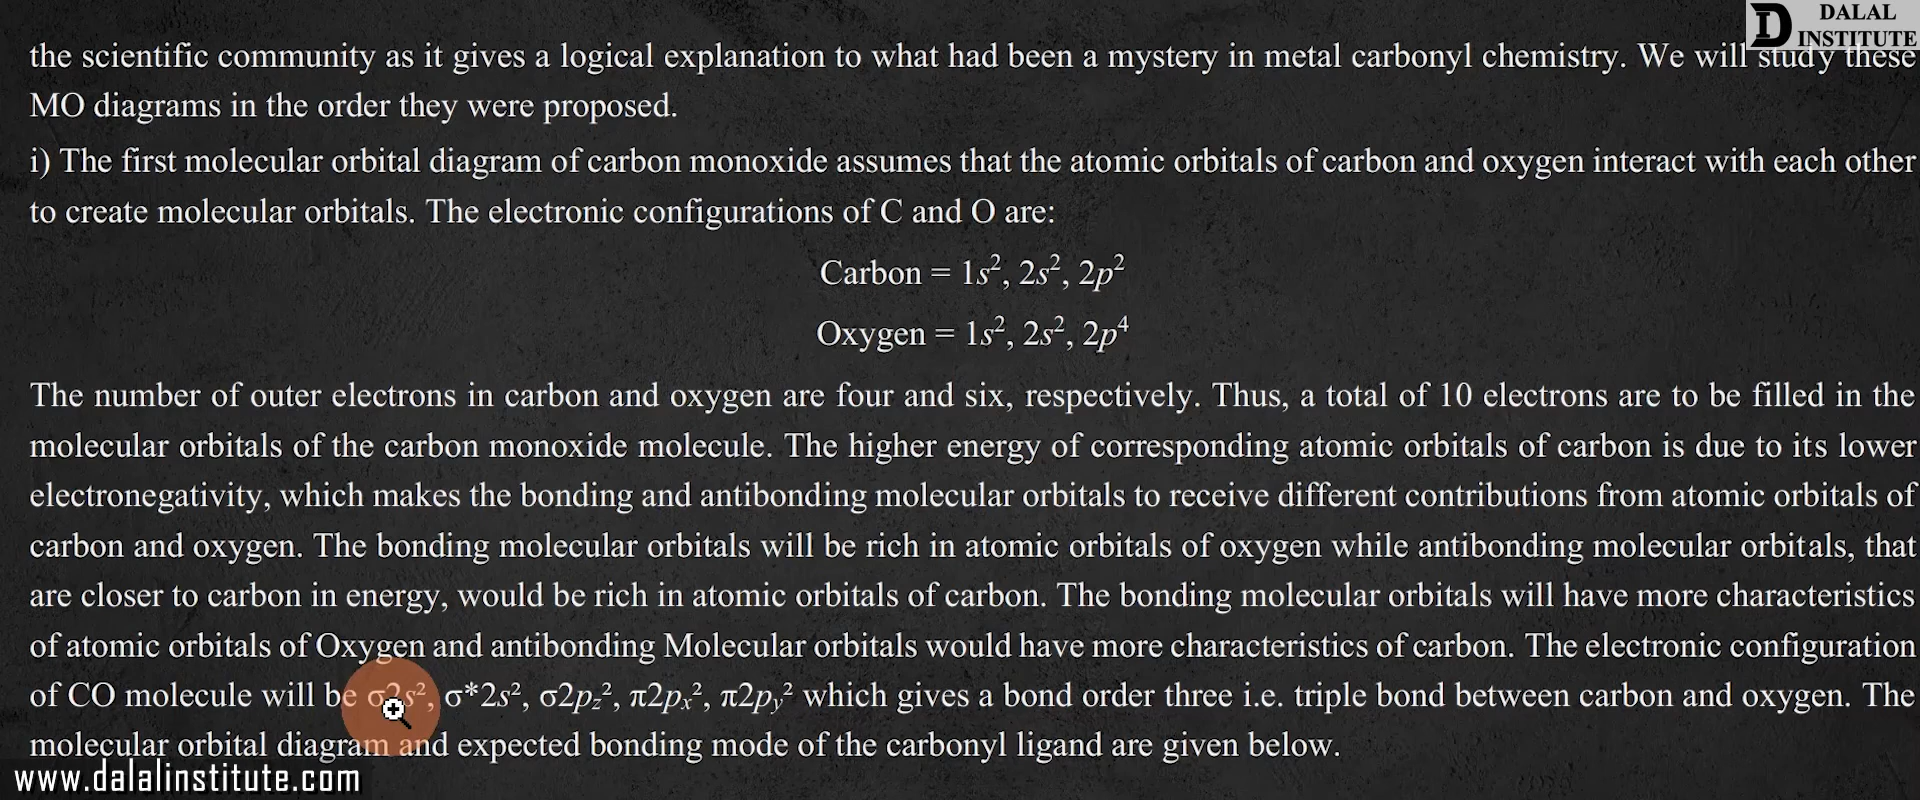 DALAL
INSTITUTE
the scientific community as it gives a logical explanation to what had been a mystery in metal carbonyl chemistry. We will study these
MO diagrams in the order they were proposed.
i) The first molecular orbital diagram of carbon monoxide assumes that the atomic orbitals of carbon and oxygen interact with each other
to create molecular orbitals. The electronic configurations of C and O are:
Carbon = 1s², 2s², 2p²
Oxygen = 1s², 2s², 2p⁴
The number of outer electrons in carbon and oxygen are four and six, respectively. Thus, a total of 10 electrons are to be filled in the
molecular orbitals of the carbon monoxide molecule. The higher energy of corresponding atomic orbitals of carbon is due to its lower
electronegativity, which makes the bonding and antibonding molecular orbitals to receive different contributions from atomic orbitals of
carbon and oxygen. The bonding molecular orbitals will be rich in atomic orbitals of oxygen while antibonding molecular orbitals, that
are closer to carbon in energy, would be rich in atomic orbitals of carbon. The bonding molecular orbitals will have more characteristics
of atomic orbitals of Oxygen and antibonding Molecular orbitals would have more characteristics of carbon. The electronic configuration
of CO molecule will be σ2s², σ*2s², σ2p_z², π2pₓ², π2p_y² which gives a bond order three i.e. triple bond between carbon and oxygen. The
molecular orbital diagram and expected bonding mode of the carbonyl ligand are given below.
www.dalalinstitute.com